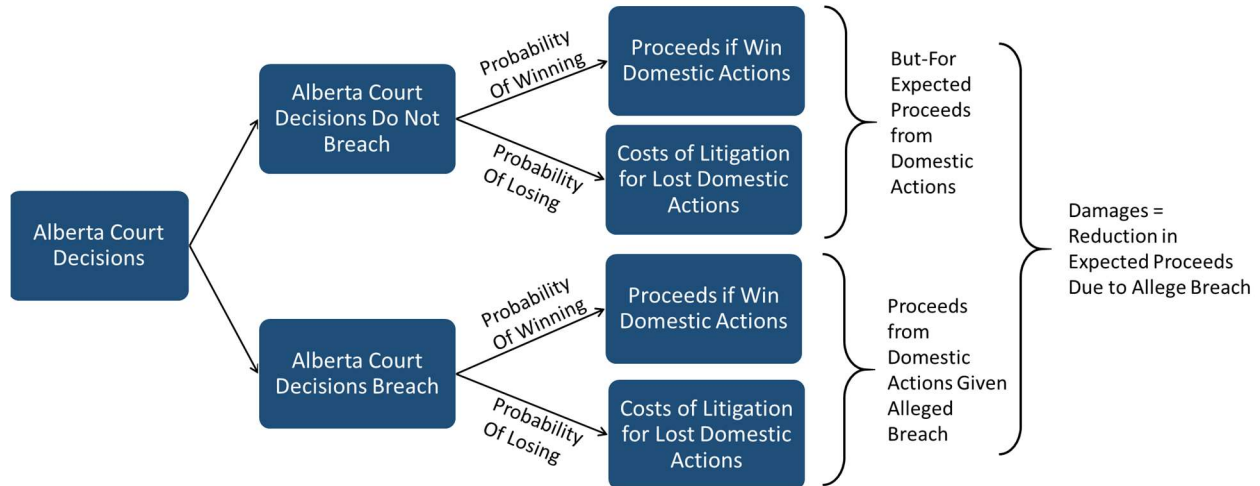 Alberta Court
Decisions
Alberta Court
Decisions Do Not
Breach
Probability
Of Winning
Probability
Of Losing
Proceeds if Win
Domestic Actions
Costs of Litigation
for Lost Domestic
Actions
But-For
Expected
Proceeds
from
Domestic
Actions
Alberta Court
Decisions Breach
Probability
Of Winning
Probability
Of Losing
Proceeds if Win
Domestic Actions
Costs of Litigation
for Lost Domestic
Actions
Proceeds
from
Domestic
Actions Given
Alleged
Breach
Damages =
Reduction in
Expected Proceeds
Due to Allege Breach